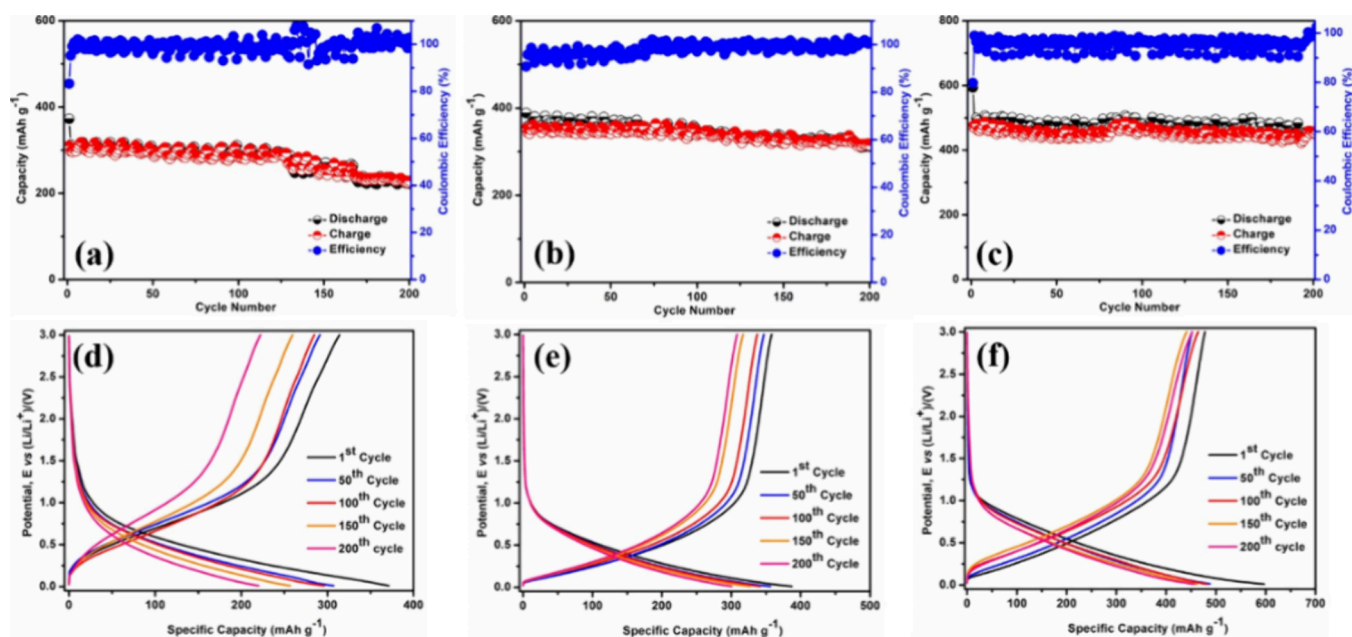 600
400
200
0
Capacity (mAh g⁻¹)
100
80
60
40
20
0
Coulombic Efficiency (%)
Discharge
Charge
Efficiency
(a)
0 50 100 150 200
Cycle Number
600
400
200
0
Capacity (mAh g⁻¹)
100
80
60
40
20
0
Coulombic Efficiency (%)
Discharge
Charge
Efficiency
(b)
0 50 100 150 200
Cycle Number
800
600
400
200
0
Capacity (mAh g⁻¹)
100
80
60
40
20
0
Coulombic Efficiency (%)
Discharge
Charge
Efficiency
(c)
0 50 100 150 200
Cycle Number
3.0
2.5
2.0
1.5
1.0
0.5
0.0
Potential, E vs (Li/Li⁺)/(V)
(d)
1st Cycle
50th Cycle
100th Cycle
150th Cycle
200th cycle
0 100 200 300 400
Specific Capacity (mAh g⁻¹)
3.0
2.5
2.0
1.5
1.0
0.5
0.0
Potential, E vs (Li/Li⁺)/(V)
(e)
1st Cycle
50th Cycle
100th Cycle
150th Cycle
200th Cycle
0 100 200 300 400 500
Specific Capacity (mAh g⁻¹)
3.0
2.5
2.0
1.5
1.0
0.5
0.0
Potential, E vs (Li/Li⁺)/(V)
(f)
1st Cycle
50th Cycle
100th Cycle
150th Cycle
200th Cycle
0 100 200 300 400 500 600 700
Specific Capacity (mAh g⁻¹)